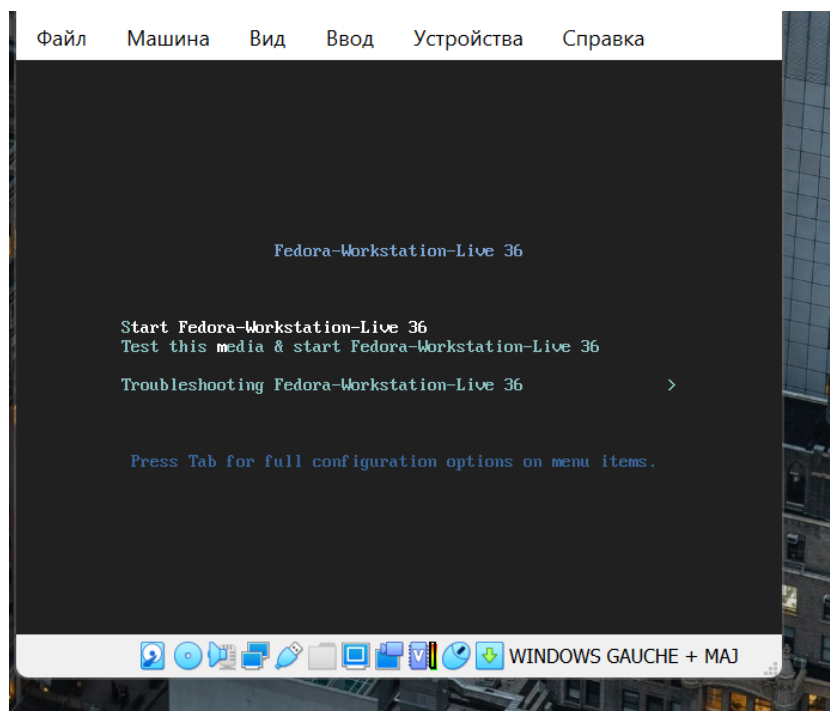 Файл Машина Вид Ввод Устройства Справка
Fedora-Workstation-Live 36
Start Fedora-Workstation-Live 36
Test this media & start Fedora-Workstation-Live 36
Troubleshooting Fedora-Workstation-Live 36 >
Press Tab for full configuration options on menu items.
WINDOWS GAUCHE + MAJ